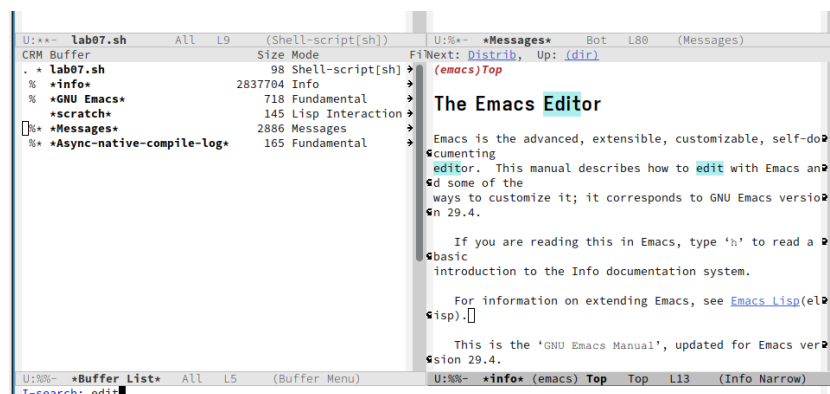 U:**-  lab07.sh      All   L9     (Shell-script[sh])
CRM Buffer                    Size Mode              Fil
. * lab07.sh                    98 Shell-script[sh]
 %  *info*                 2837704 Info
 %  *GNU Emacs*                718 Fundamental
    *scratch*                  145 Lisp Interaction
 %* *Messages*                2886 Messages
 %* *Async-native-compile-log*   165 Fundamental
U:%%-  *Buffer List*   All   L5     (Buffer Menu)
I-search: edit
U:%*-  *Messages*     Bot   L80    (Messages)
Next: Distrib,  Up: (dir)
(emacs)Top
The Emacs Editor
Emacs is the advanced, extensible, customizable, self-do
cumenting
editor.  This manual describes how to edit with Emacs an
d some of the
ways to customize it; it corresponds to GNU Emacs versio
n 29.4.
If you are reading this in Emacs, type ‘h’ to read a
basic
introduction to the Info documentation system.
For information on extending Emacs, see Emacs Lisp(el
isp).
This is the ‘GNU Emacs Manual’, updated for Emacs ver
sion 29.4.
U:%%-  *info* (emacs) Top   Top   L13    (Info Narrow)